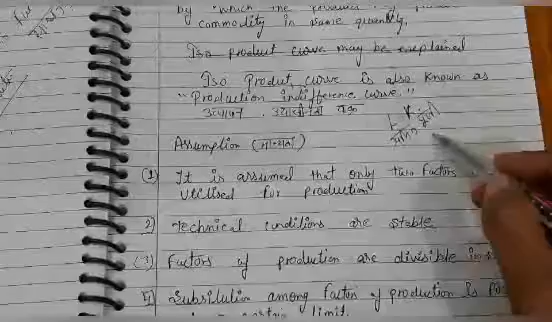 by which the
commodity in same quantity.
Iso product curve may be explained
Iso Product curve is also known as
"Production indifference curve."
उत्पादन उदासीनता वक्र
L K
Assumption (मान्यता)
(1) It is assumed that only two factors
utilised for production
2) Technical conditions are stable
(3) Factors of production are divisible in
4) Substitution among factors of production is
limit.